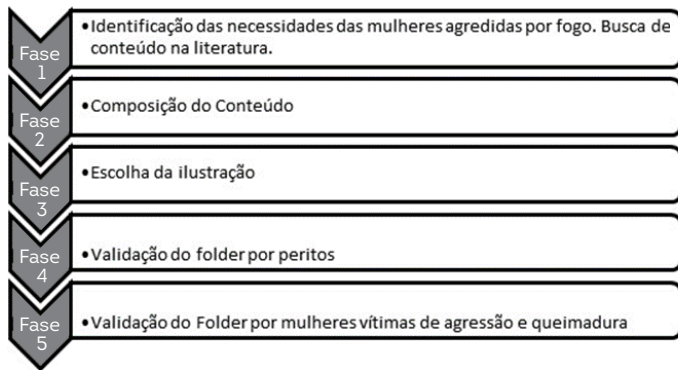 Fase
1
•Identificação das necessidades das mulheres agredidas por fogo. Busca de
conteúdo na literatura.
Fase
2
•Composição do Conteúdo
Fase
3
•Escolha da ilustração
Fase
4
•Validação do folder por peritos
Fase
5
•Validação do Folder por mulheres vítimas de agressão e queimadura